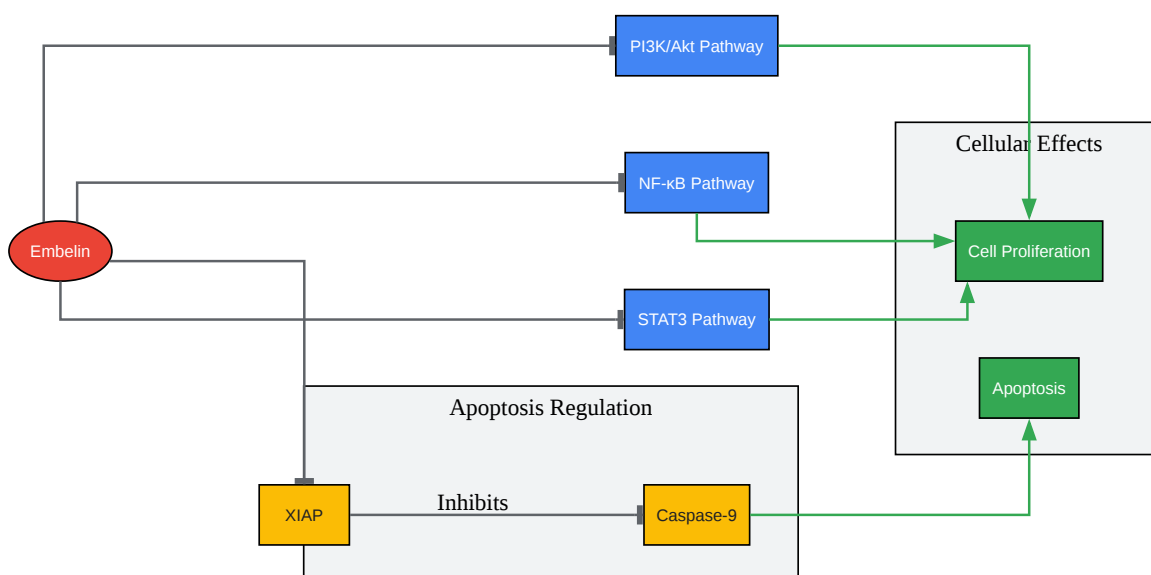 PI3K/Akt Pathway
Cellular Effects
NF-κB Pathway
Embelin
Cell Proliferation
STAT3 Pathway
Apoptosis
Apoptosis Regulation
Inhibits
XIAP
Caspase-9